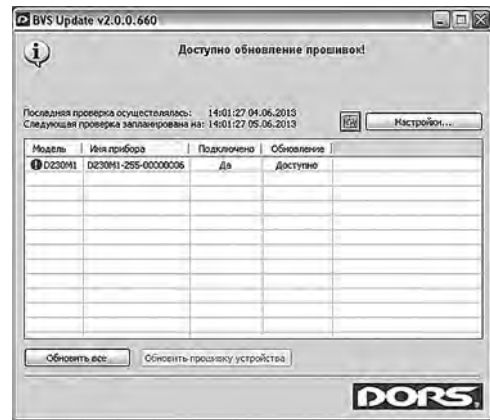 BVS Update v2.0.0.660
Доступно обновление прошивок!
Последняя проверка осуществлялась: 14:01:27 04.06.2013
Следующая проверка запланирована на: 14:01:27 05.06.2013
Настройки...
Модель Имя прибора Подключено Обновление
D230M1 D230M1-255-00000006 Да Доступно
Обновить все Обновить прошивку устройства
DORS